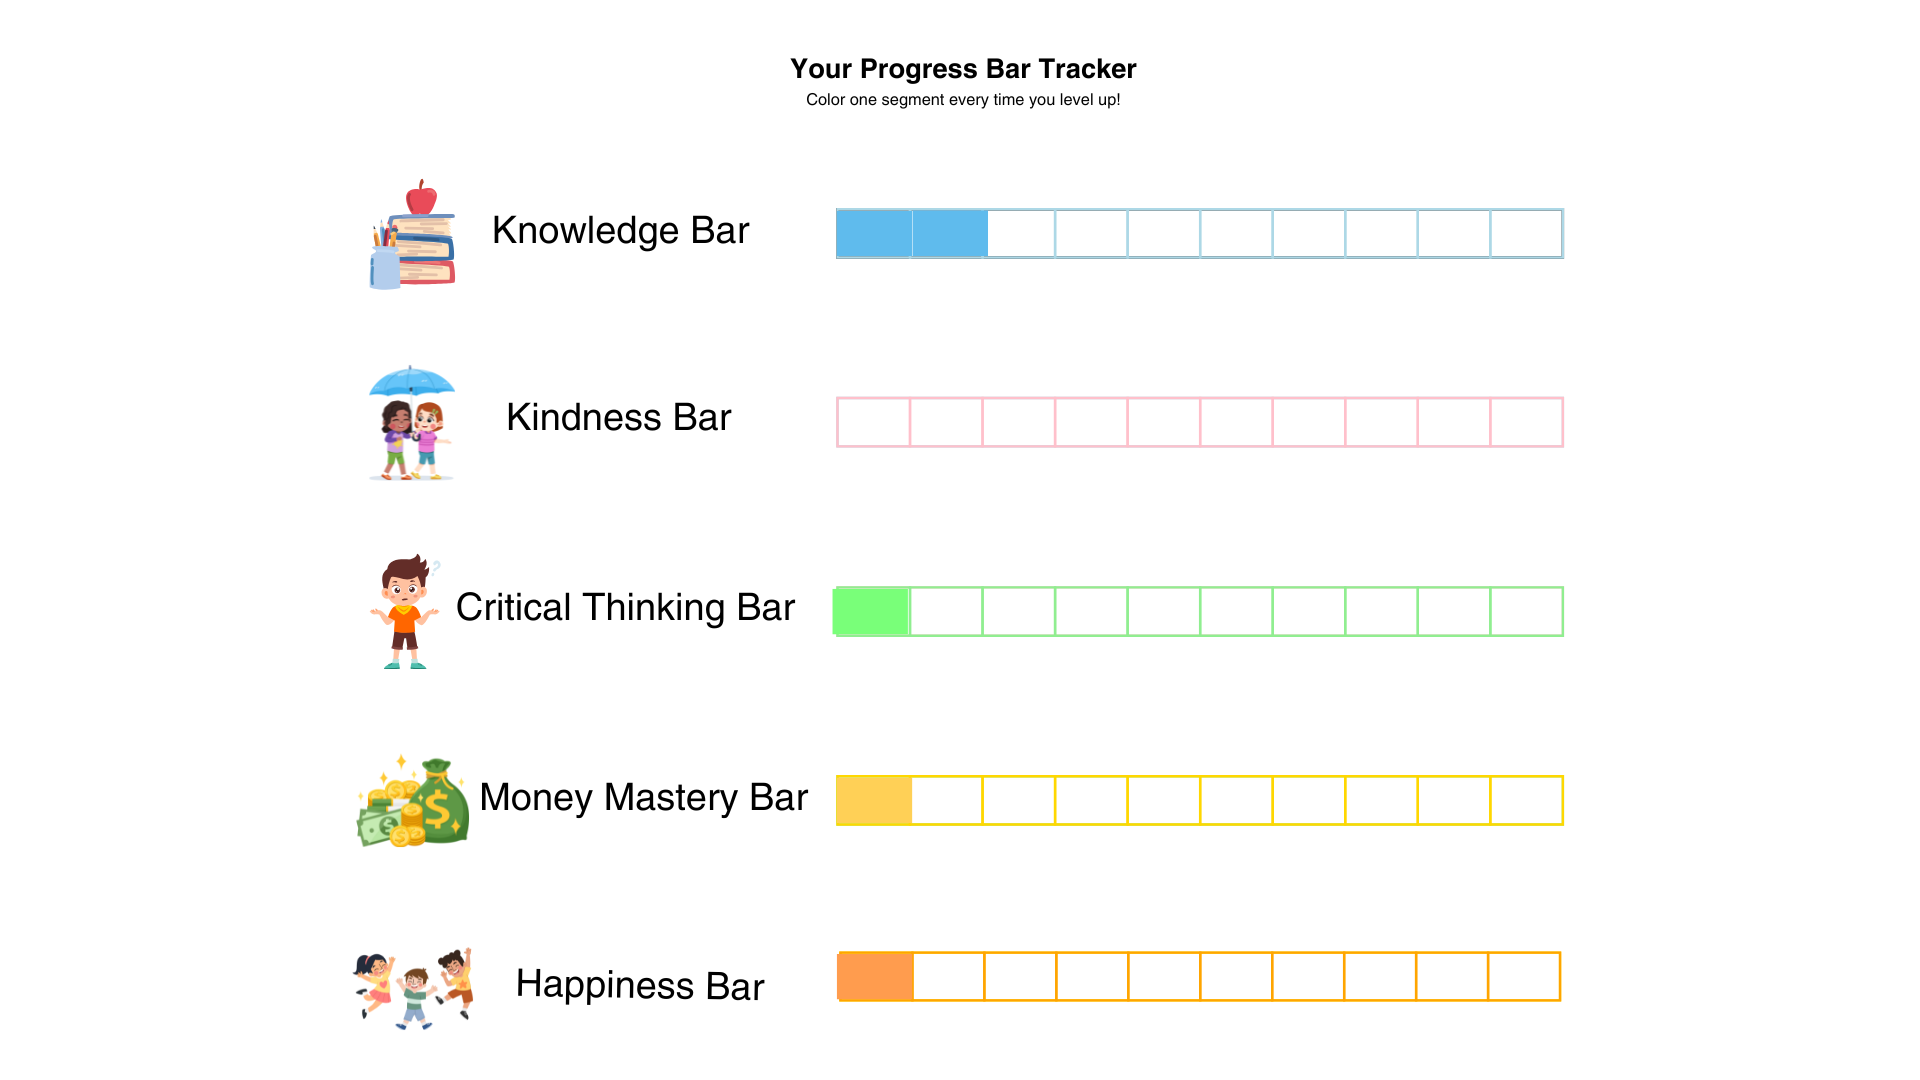 Your Progress Bar Tracker
Color one segment every time you level up!
Knowledge Bar
Kindness Bar
?
Critical Thinking Bar
$
$
Money Mastery Bar
Happiness Bar